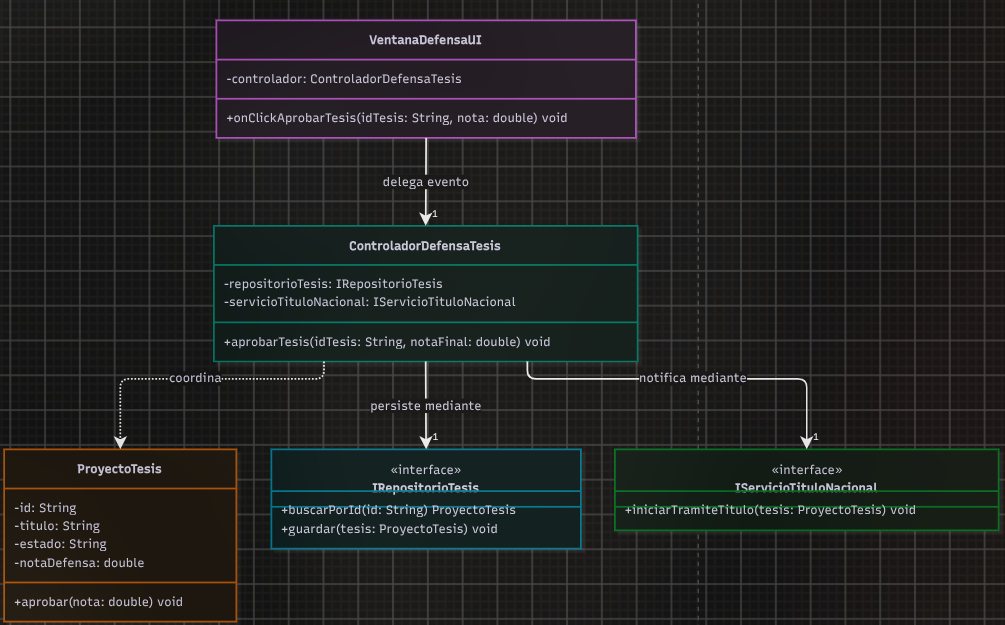 VentanaDefensaUI
-controlador: ControladorDefensaTesis
+onClickAprobarTesis(idTesis: String, nota: double) void
delega evento
1
ControladorDefensaTesis
-repositorioTesis: IRepositorioTesis
-servicioTituloNacional: IServicioTituloNacional
+aprobarTesis(idTesis: String, notaFinal: double) void
coordina
notifica mediante
persiste mediante
1
1
ProyectoTesis
-id: String
-titulo: String
-estado: String
-notaDefensa: double
+aprobar(nota: double) void
«interface»
IRepositorioTesis
+buscarPorId(id: String) ProyectoTesis
+guardar(tesis: ProyectoTesis) void
«interface»
IServicioTituloNacional
+iniciarTramiteTitulo(tesis: ProyectoTesis) void